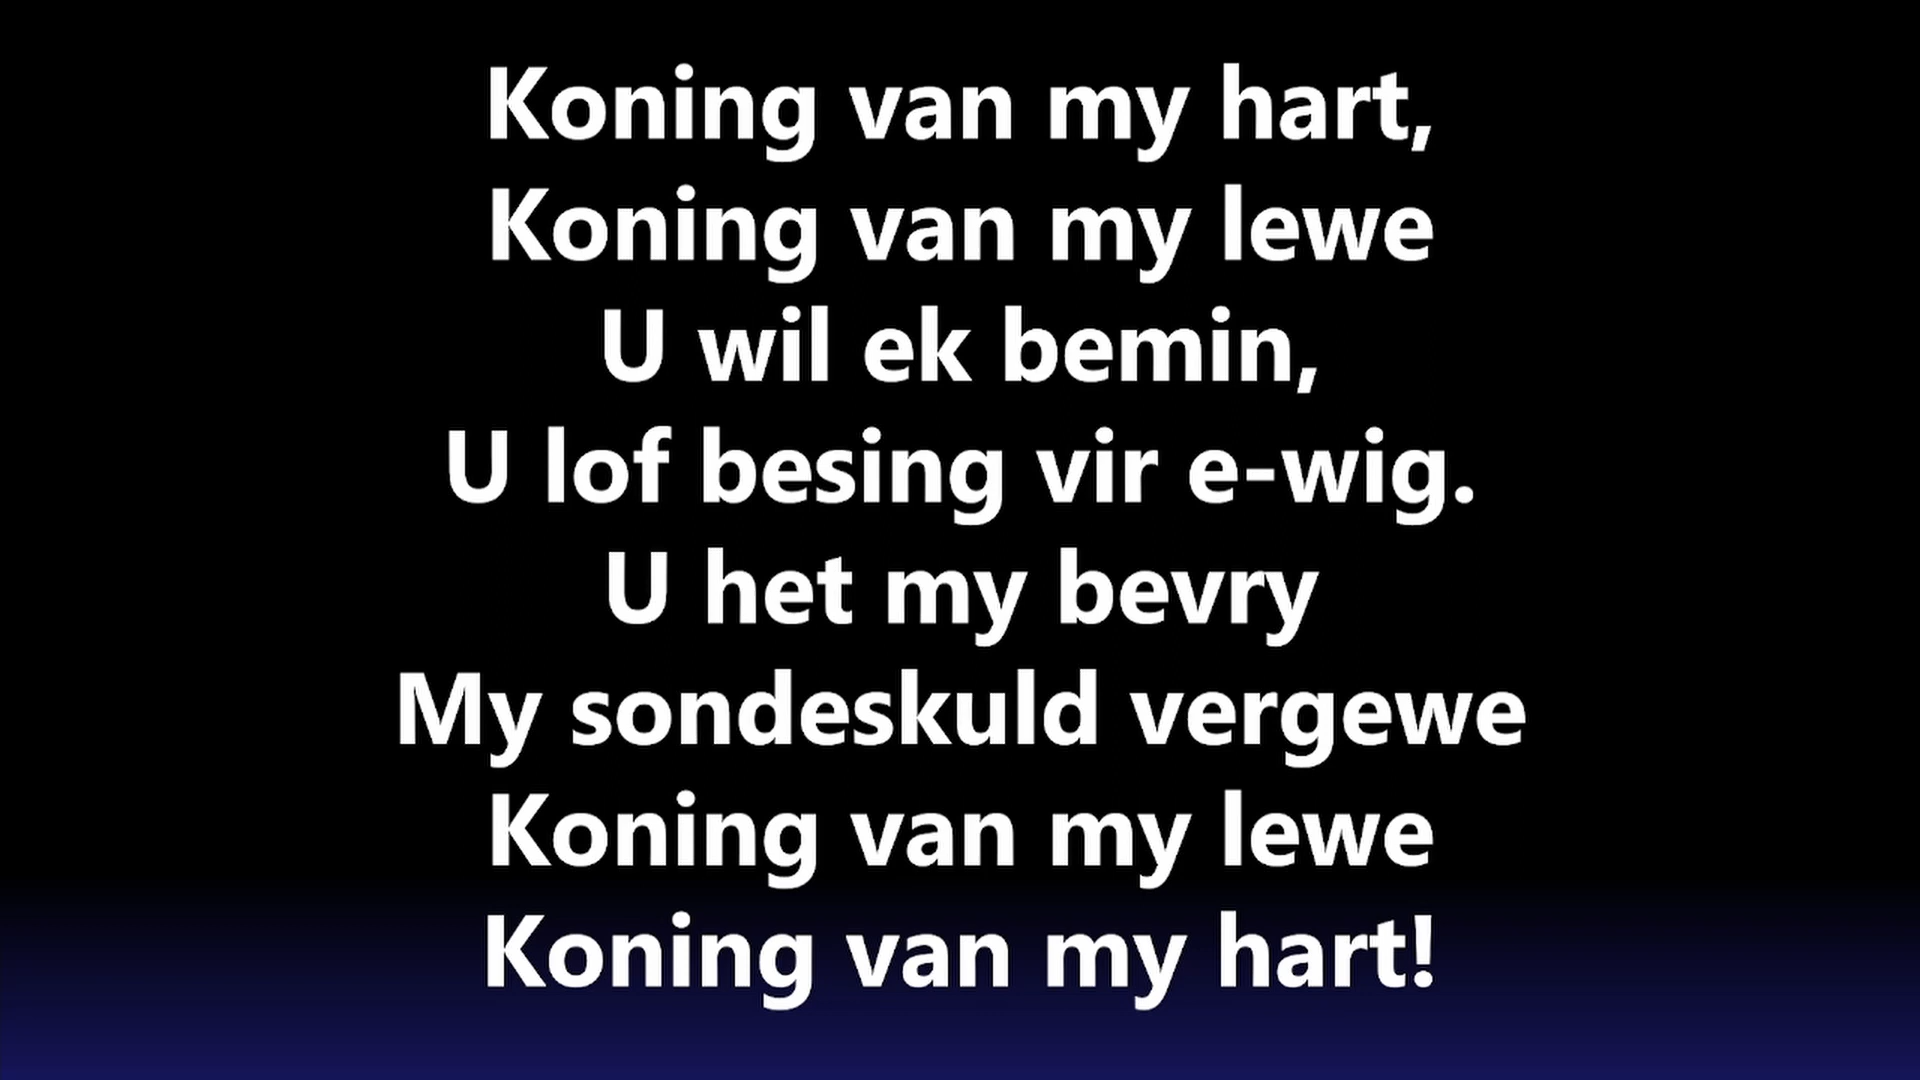 Koning van my hart,
Koning van my lewe
U wil ek bemin,
U lof besing vir e-wig.
U het my bevry
My sondeskuld vergewe
Koning van my lewe
Koning van my hart!